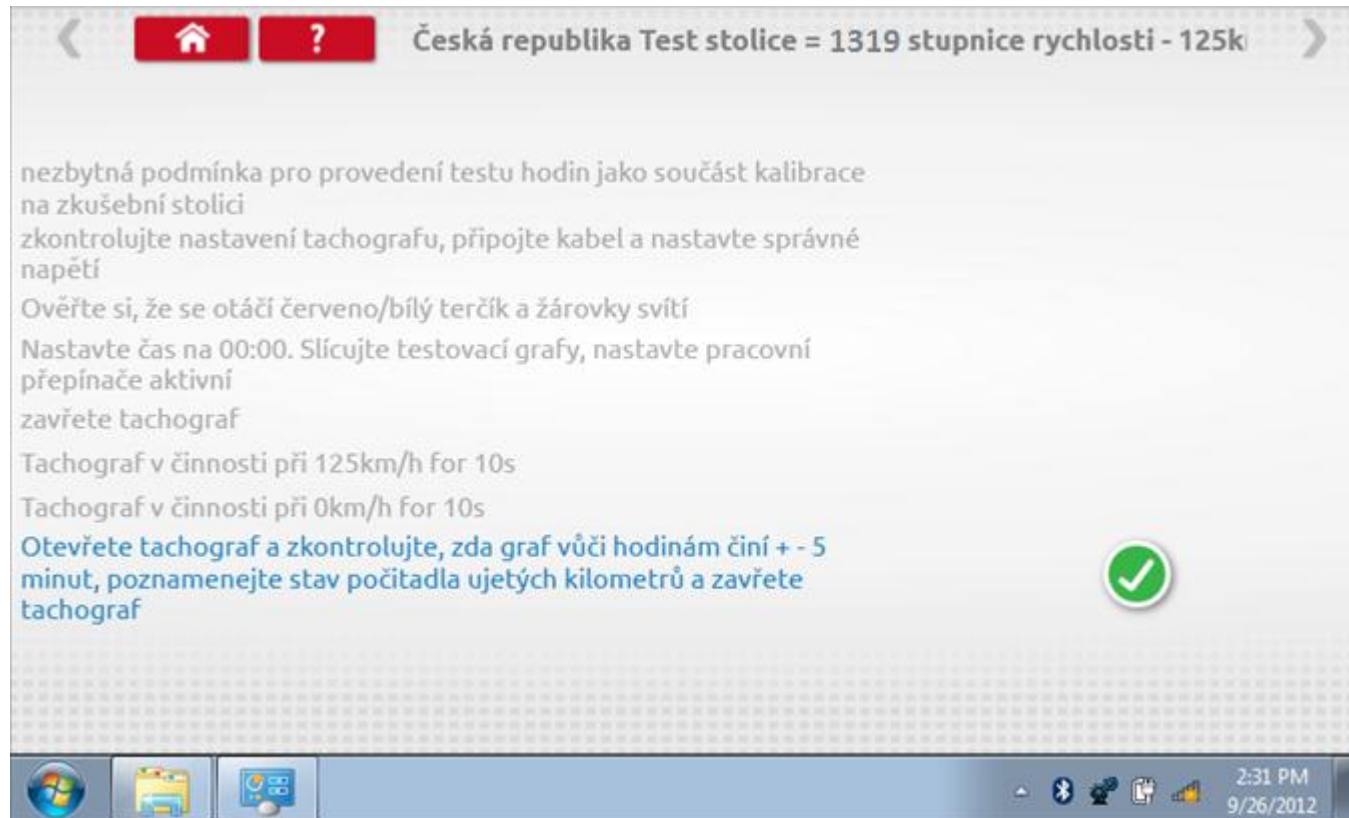 ?
Česká republika Test stolice = 1319 stupnice rychlosti - 125k
nezbytná podmínka pro provedení testu hodin jako součást kalibrace
na zkušební stolici
zkontrolujte nastavení tachografu, připojte kabel a nastavte správné
napětí
Ověřte si, že se otáčí červeno/bílý terčík a žárovky svítí
Nastavte čas na 00:00. Slícujte testovací grafy, nastavte pracovní
přepínače aktivní
zavřete tachograf
Tachograf v činnosti při 125km/h for 10s
Tachograf v činnosti při 0km/h for 10s
Otevřete tachograf a zkontrolujte, zda graf vůči hodinám činí + - 5
minut, poznamenejte stav počitadla ujetých kilometrů a zavřete
tachograf
2:31 PM
9/26/2012